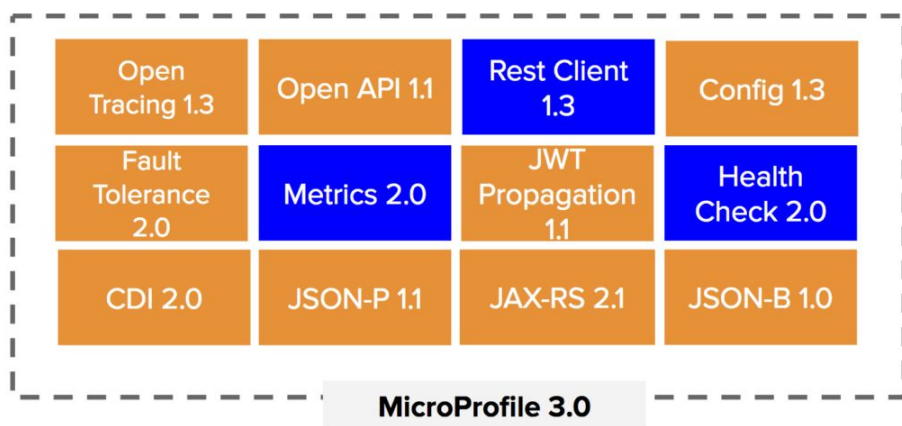 Open
Tracing 1.3
Open API 1.1
Rest Client
1.3
Config 1.3
Fault
Tolerance
2.0
Metrics 2.0
JWT
Propagation
1.1
Health
Check 2.0
CDI 2.0
JSON-P 1.1
JAX-RS 2.1
JSON-B 1.0
MicroProfile 3.0